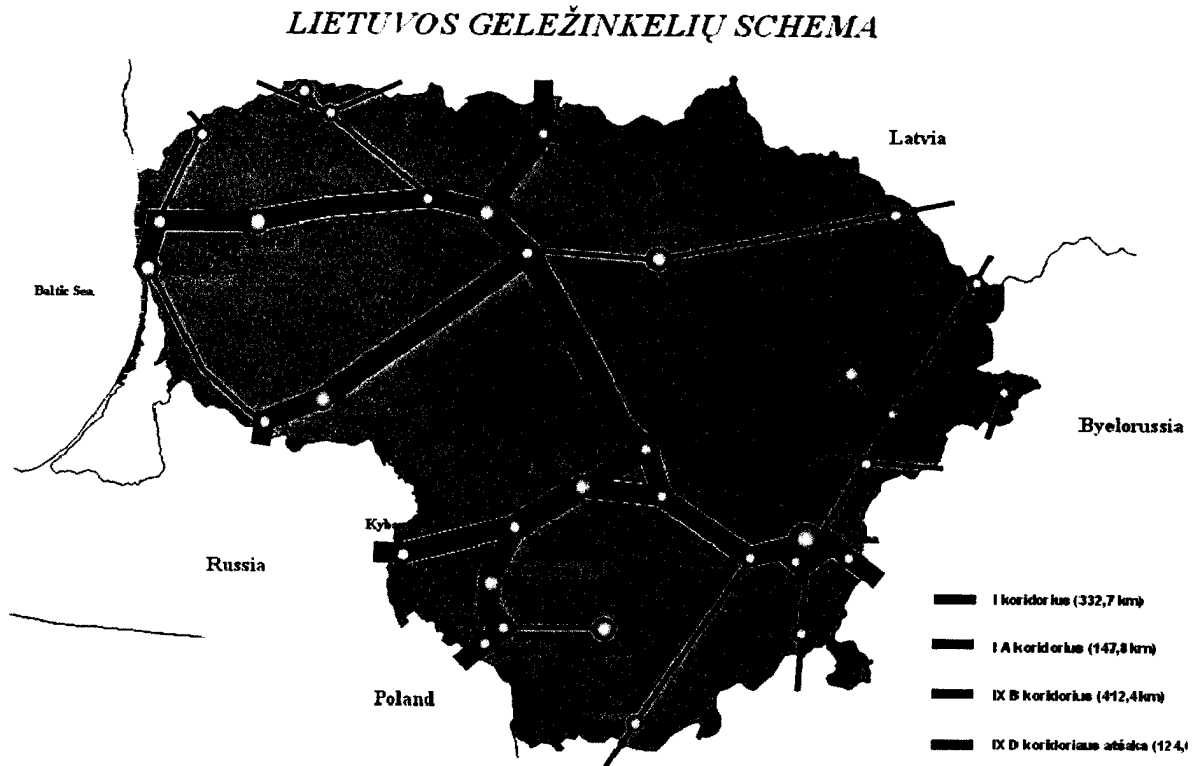 LIETUVOS GELEŽINKELIŲ SCHEMA
Latvia
Baltic Sea
Byelorussia
Russia
Poland
I koridorius (332,7 km)
I A koridorius (147,8 km)
IX B koridorius (412,4 km)
IX D koridoriaus atšaka